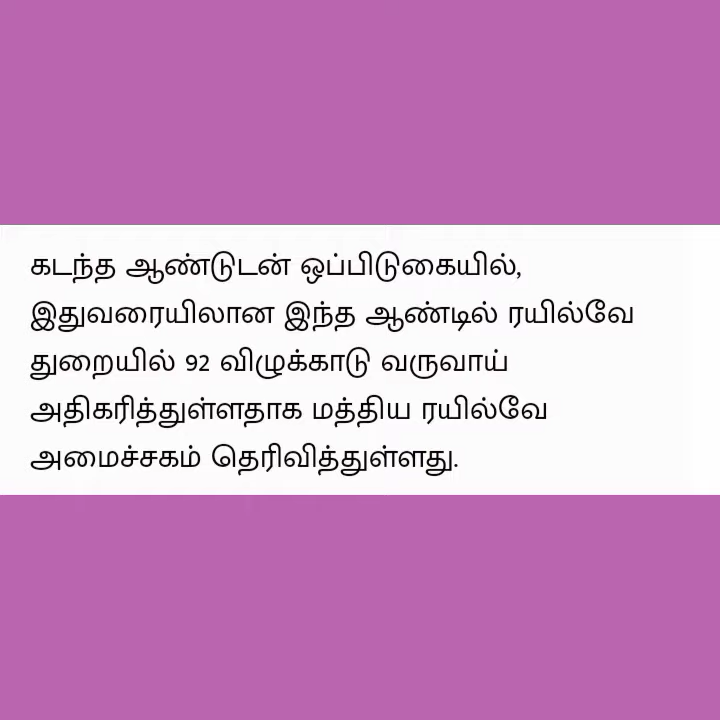 கடந்த ஆண்டுடன் ஒப்பிடுகையில்,
இதுவரையிலான இந்த ஆண்டில் ரயில்வே
துறையில் 92 விழுக்காடு வருவாய்
அதிகரித்துள்ளதாக மத்திய ரயில்வே
அமைச்சகம் தெரிவித்துள்ளது.